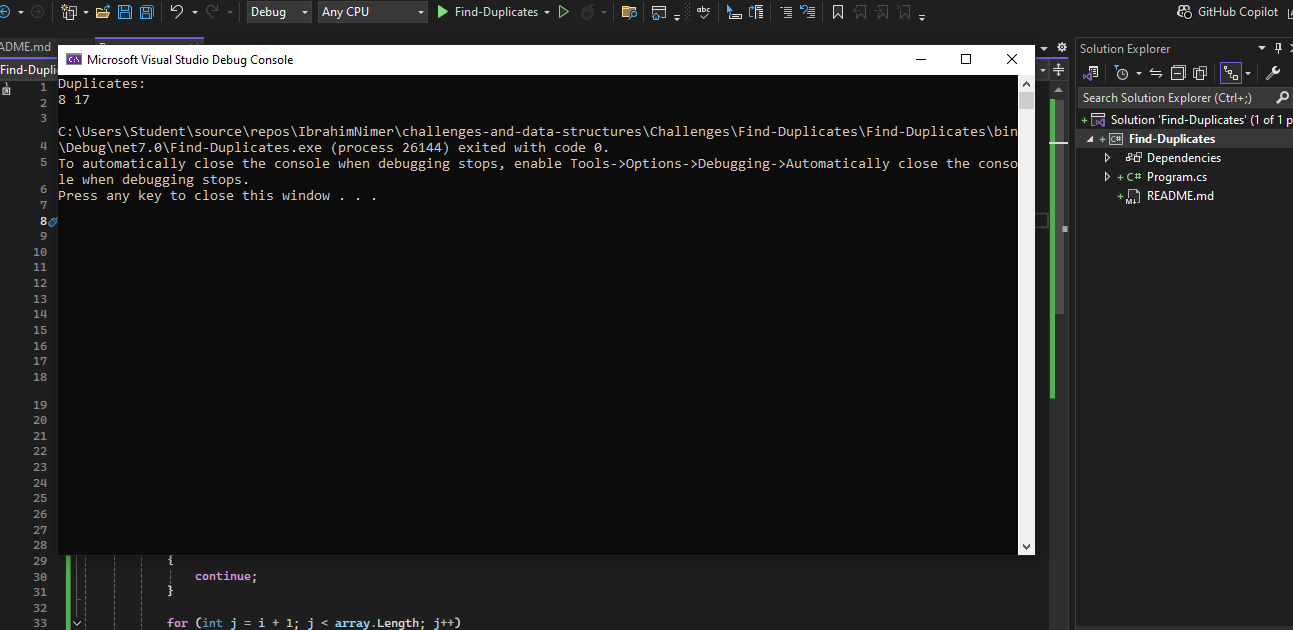 Debug
Any CPU
Find-Duplicates
GitHub Copilot
ADME.md
Find-Dupli
Microsoft Visual Studio Debug Console
Duplicates:
8 17
C:\Users\Student\source\repos\IbrahimNimer\challenges-and-data-structures\Challenges\Find-Duplicates\Find-Duplicates\bin
\Debug\net7.0\Find-Duplicates.exe (process 26144) exited with code 0.
To automatically close the console when debugging stops, enable Tools->Options->Debugging->Automatically close the conso
le when debugging stops.
Press any key to close this window . . .
1
2
3
4
5
6
7
8
9
10
11
12
13
14
15
16
17
18
19
20
21
22
23
24
25
26
27
28
29 {
30 continue;
31 }
32
33 for (int j = i + 1; j < array.Length; j++)
Solution Explorer
Search Solution Explorer (Ctrl+;)
Solution 'Find-Duplicates' (1 of 1 p
C# Find-Duplicates
Dependencies
C# Program.cs
README.md